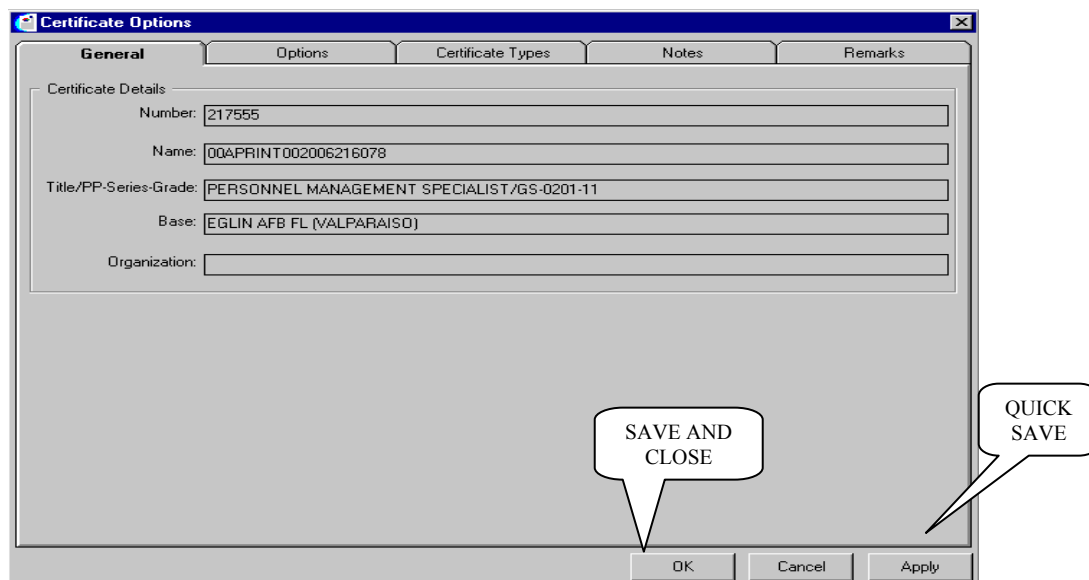 Certificate Options
General Options Certificate Types Notes Remarks
Certificate Details
Number: 217555
Name: 00APRINT002006216078
Title/PP-Series-Grade: PERSONNEL MANAGEMENT SPECIALIST/GS-0201-11
Base: EGLIN AFB FL (VALPARAISO)
Organization:
SAVE AND
CLOSE
QUICK
SAVE
OK Cancel Apply